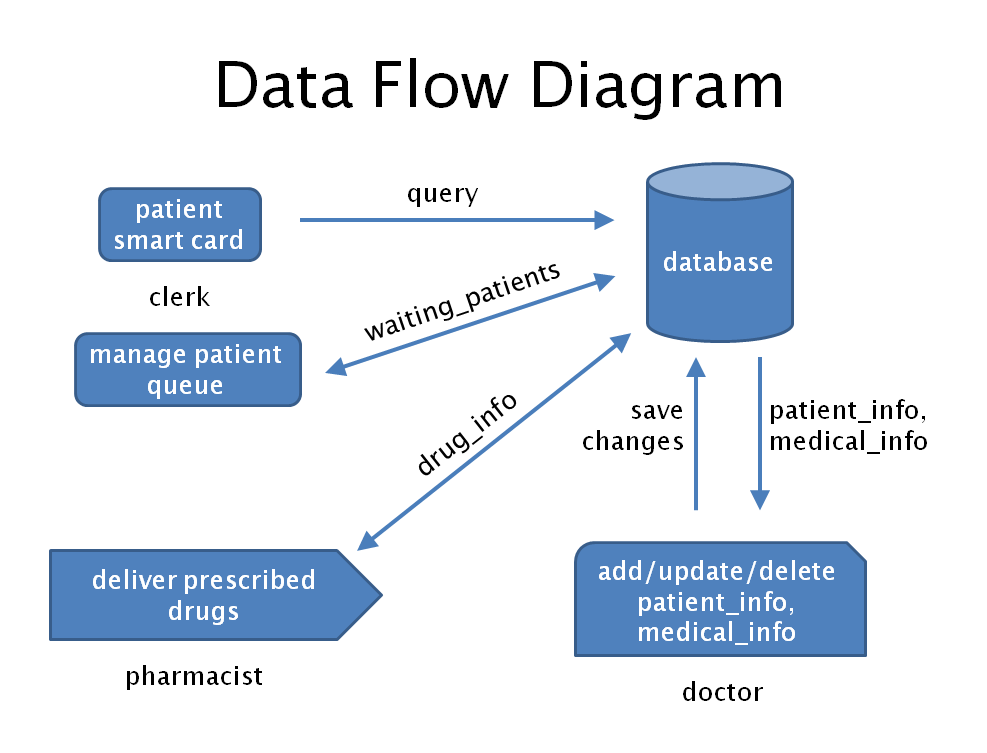 Data Flow Diagram
patient
smart card
query
database
clerk
waiting_patients
manage patient
queue
drug_info
save
changes
patient_info,
medical_info
deliver prescribed
drugs
pharmacist
add/update/delete
patient_info,
medical_info
doctor